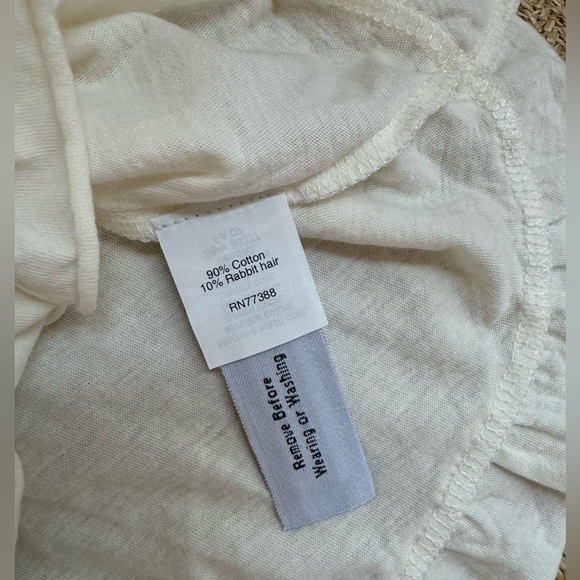 90% Cotton
10% Rabbit hair
RN77388
Remove Before
Wearing or Washing